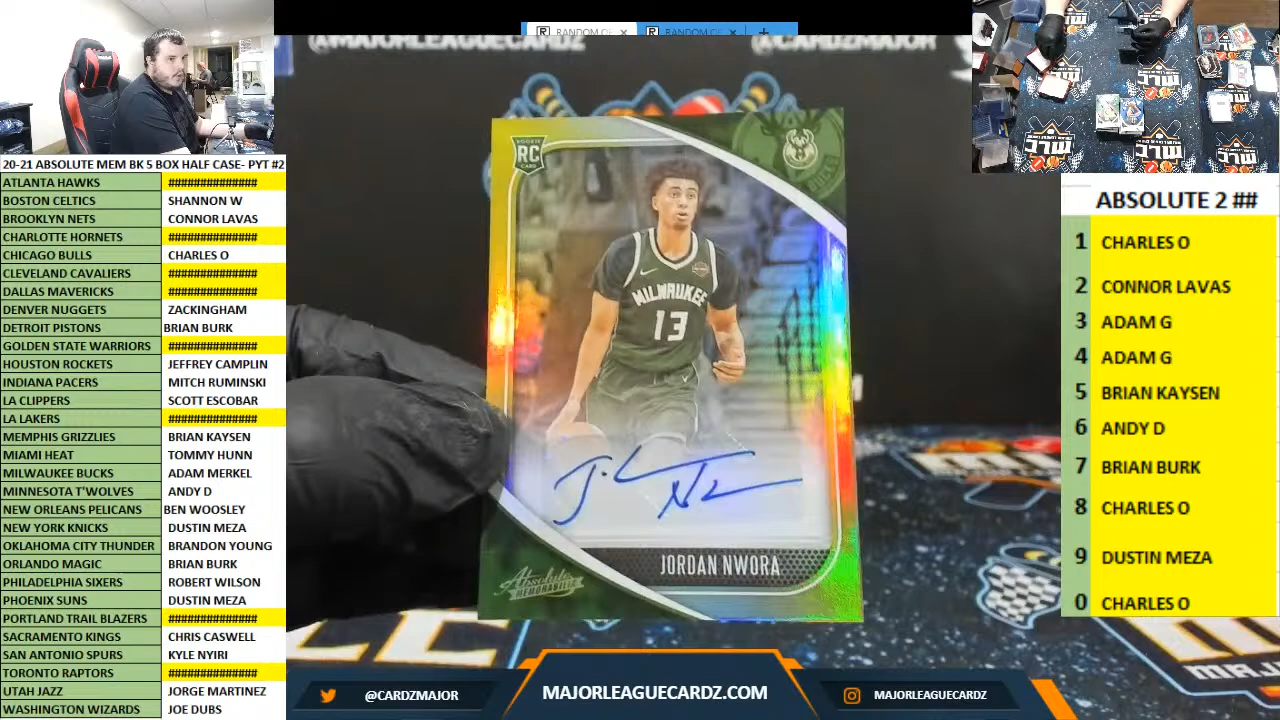 RANDOM
RANDOM
@MAJORLEAGUECARDZ
@CARDZMAJOR
20-21 ABSOLUTE MEM BK 5 BOX HALF CASE- PYT #2
ATLANTA HAWKS ##############
BOSTON CELTICS SHANNON W
BROOKLYN NETS CONNOR LAVAS
CHARLOTTE HORNETS ##############
CHICAGO BULLS CHARLES O
CLEVELAND CAVALIERS ##############
DALLAS MAVERICKS ##############
DENVER NUGGETS ZACKINGHAM
DETROIT PISTONS BRIAN BURK
GOLDEN STATE WARRIORS ##############
HOUSTON ROCKETS JEFFREY CAMPLIN
INDIANA PACERS MITCH RUMINSKI
LA CLIPPERS SCOTT ESCOBAR
LA LAKERS ##############
MEMPHIS GRIZZLIES BRIAN KAYSEN
MIAMI HEAT TOMMY HUNN
MILWAUKEE BUCKS ADAM MERKEL
MINNESOTA T'WOLVES ANDY D
NEW ORLEANS PELICANS BEN WOOSLEY
NEW YORK KNICKS DUSTIN MEZA
OKLAHOMA CITY THUNDER BRANDON YOUNG
ORLANDO MAGIC BRIAN BURK
PHILADELPHIA SIXERS ROBERT WILSON
PHOENIX SUNS DUSTIN MEZA
PORTLAND TRAIL BLAZERS ##############
SACRAMENTO KINGS CHRIS CASWELL
SAN ANTONIO SPURS KYLE NYIRI
TORONTO RAPTORS ##############
UTAH JAZZ JORGE MARTINEZ
WASHINGTON WIZARDS JOE DUBS
ROOKIE
RC
CARD
MILWAUKEE
13
JORDAN NWORA
Absolute
MEMORABILIA
ABSOLUTE 2 ##
1 CHARLES O
2 CONNOR LAVAS
3 ADAM G
4 ADAM G
5 BRIAN KAYSEN
6 ANDY D
7 BRIAN BURK
8 CHARLES O
9 DUSTIN MEZA
0 CHARLES O
@CARDZMAJOR
MAJORLEAGUECARDZ.COM
MAJORLEAGUECARDZ